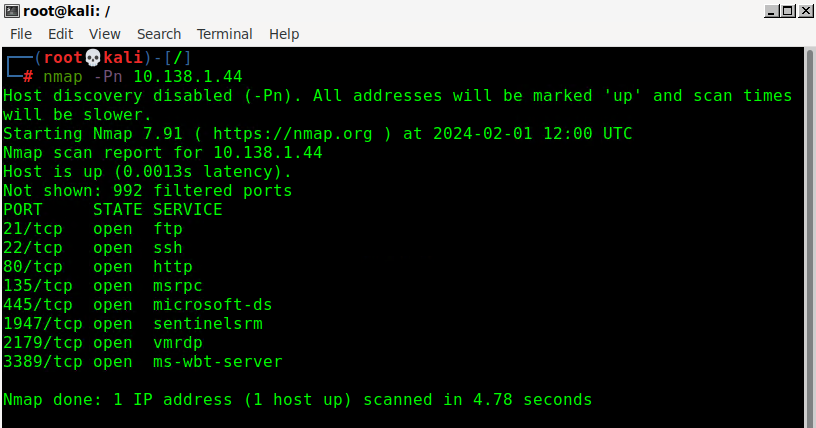 root@kali: /
File Edit View Search Terminal Help
┌──(root💀kali)-[/]
└─# nmap -Pn 10.138.1.44
Host discovery disabled (-Pn). All addresses will be marked 'up' and scan times
will be slower.
Starting Nmap 7.91 ( https://nmap.org ) at 2024-02-01 12:00 UTC
Nmap scan report for 10.138.1.44
Host is up (0.0013s latency).
Not shown: 992 filtered ports
PORT     STATE SERVICE
21/tcp   open  ftp
22/tcp   open  ssh
80/tcp   open  http
135/tcp  open  msrpc
445/tcp  open  microsoft-ds
1947/tcp open  sentinelsrm
2179/tcp open  vmrdp
3389/tcp open  ms-wbt-server
Nmap done: 1 IP address (1 host up) scanned in 4.78 seconds